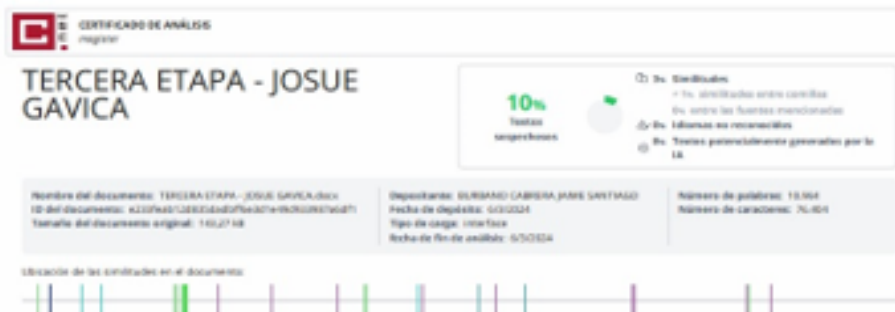 CERTIFICADO DE ANÁLISIS
magister
TERCERA ETAPA - JOSUE
GAVICA
10%
Textos
sospechosos
3% Similitudes
< 1% similitudes entre comillas
0% entre las fuentes mencionadas
0% Idiomas no reconocidos
Textos potencialmente generados por la
IA
Nombre del documento: TERCERA ETAPA - JOSUE GAVICA.docx
ID del documento:
Tamaño del documento original: 143,27 kB
Depositante: BURBANO CABRERA JAIME SANTIAGO
Fecha de depósito: 6/3/2024
Tipo de carga: interface
fecha de fin de análisis: 6/3/2024
Número de palabras:
Número de caracteres: 76.404
Ubicación de las similitudes en el documento: